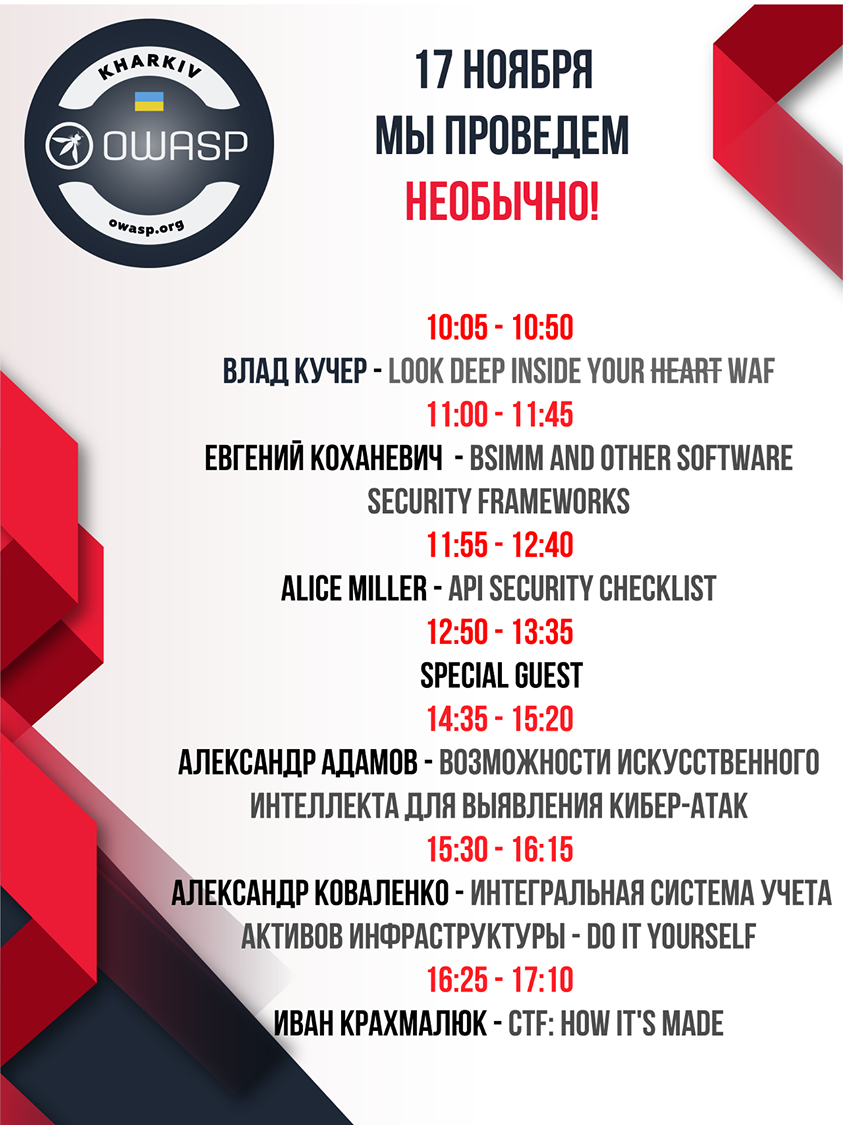 KHARKIV
OWASP
owasp.org
17 НОЯБРЯ
МЫ ПРОВЕДЕМ
НЕОБЫЧНО!
10:05 - 10:50
ВЛАД КУЧЕР - LOOK DEEP INSIDE YOUR HEART WAF
11:00 - 11:45
ЕВГЕНИЙ КОХАНЕВИЧ - BSIMM AND OTHER SOFTWARE
SECURITY FRAMEWORKS
11:55 - 12:40
ALICE MILLER - API SECURITY CHECKLIST
12:50 - 13:35
SPECIAL GUEST
14:35 - 15:20
АЛЕКСАНДР АДАМОВ - ВОЗМОЖНОСТИ ИСКУССТВЕННОГО
ИНТЕЛЛЕКТА ДЛЯ ВЫЯВЛЕНИЯ КИБЕР-АТАК
15:30 - 16:15
АЛЕКСАНДР КОВАЛЕНКО - ИНТЕГРАЛЬНАЯ СИСТЕМА УЧЕТА
АКТИВОВ ИНФРАСТРУКТУРЫ - DO IT YOURSELF
16:25 - 17:10
ИВАН КРАХМАЛЮК - CTF: HOW IT'S MADE